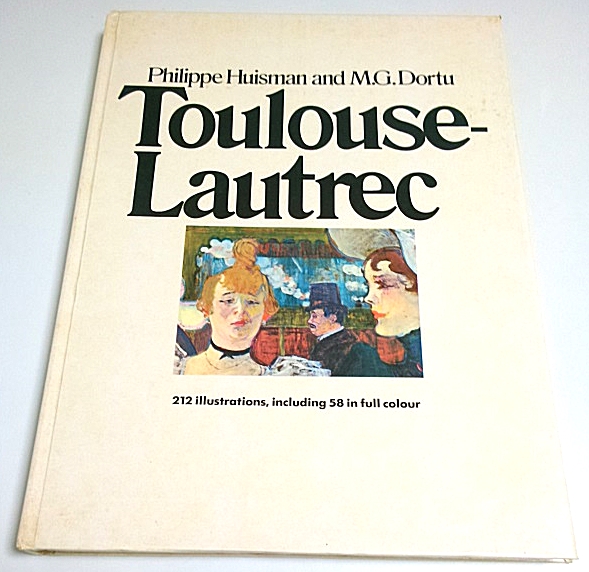 Philippe Huisman and M.G. Dortu
Toulouse-
Lautrec
212 illustrations, including 58 in full colour